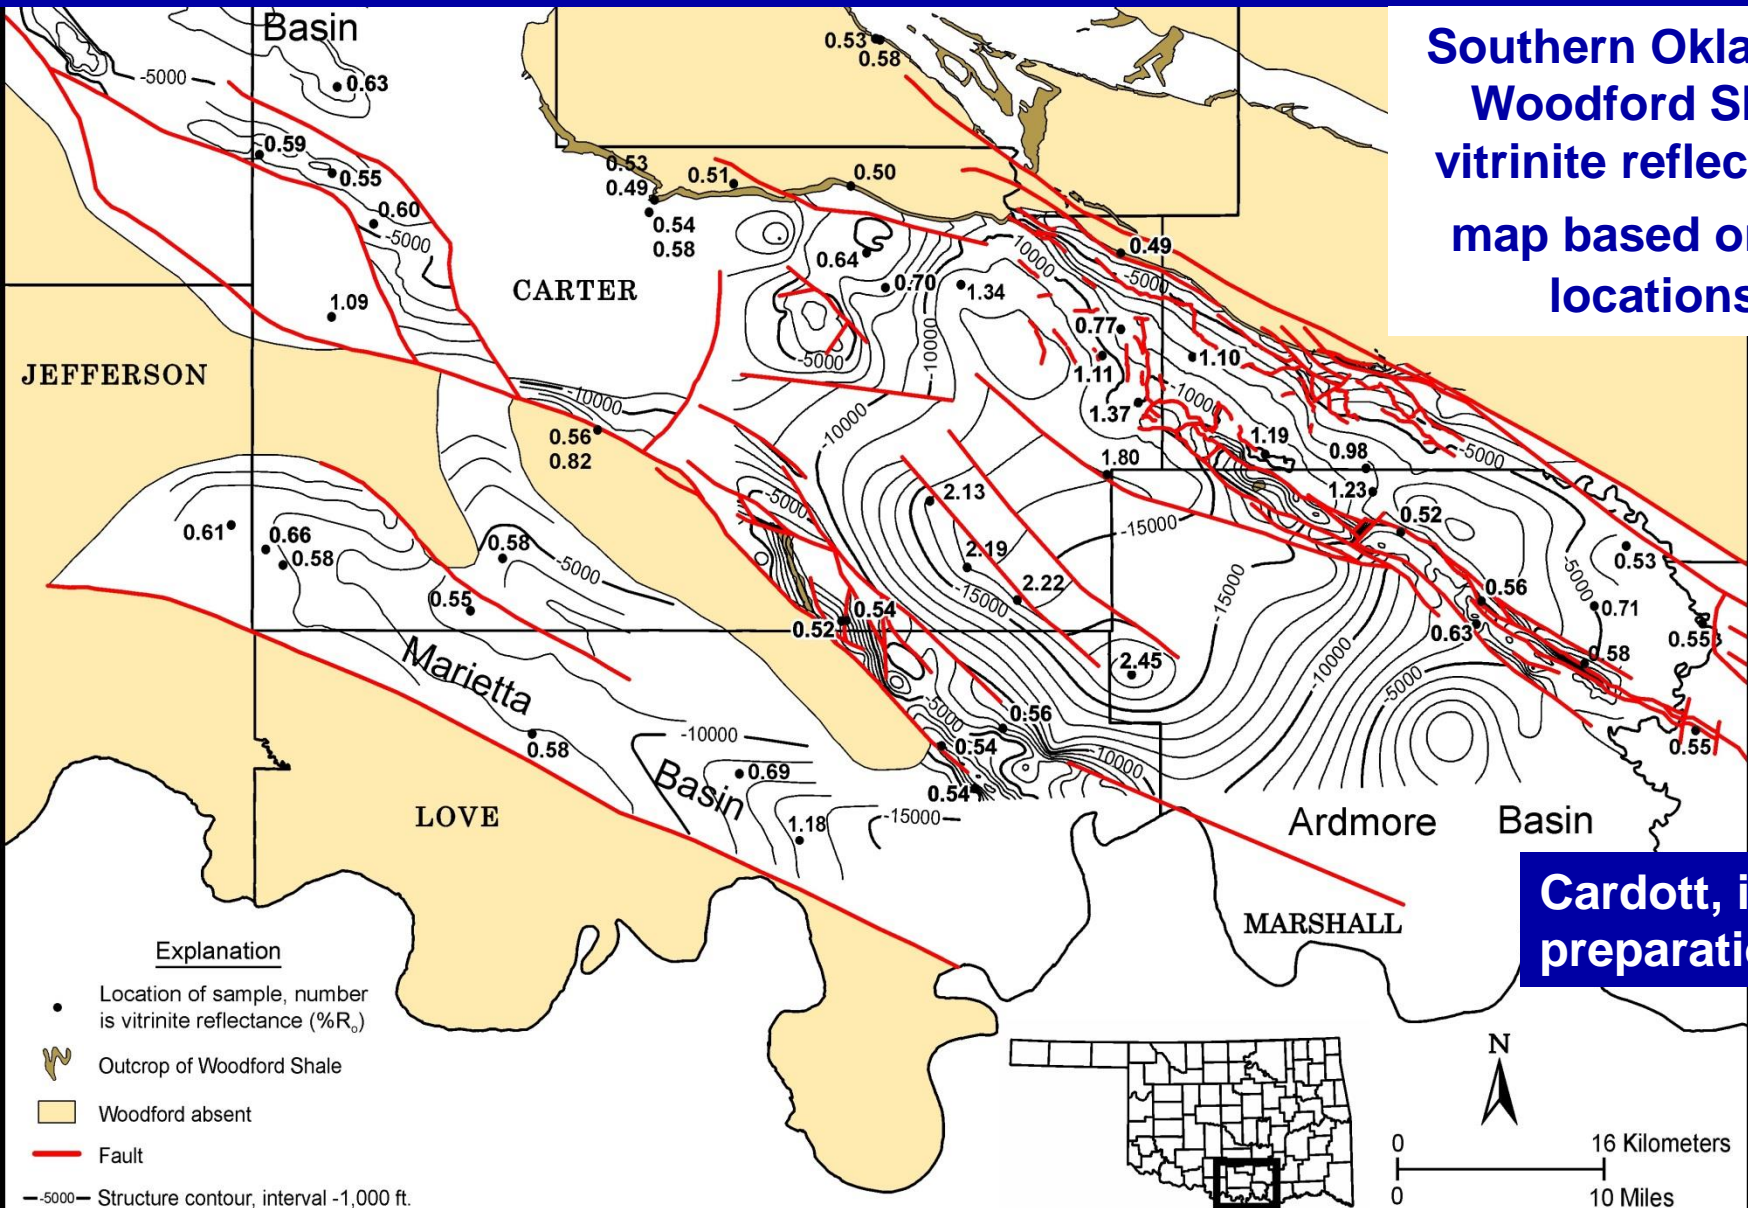 Basin
Southern Okla
Woodford Sh
vitrinite reflec
map based o
locations
0.53
0.58
-5000
0.63
0.59
0.55
0.60
-5000
0.53
0.49
0.51
0.50
0.54
0.58
0.64
0.70
1.34
10000
0.49
-5000
CARTER
1.09
-5000
-10000
0.77
1.11
1.10
1.37
-10000
JEFFERSON
-10000
0.56
0.82
-10000
1.19
0.98
-5000
1.80
1.23
2.13
-5000
-15000
0.52
0.61
0.66
0.58
0.58
-5000
0.53
2.19
-15000
2.22
-15000
-5000
0.56
0.71
0.55
0.54
0.52
0.63
0.55
0.58
Marietta
2.45
-10000
-5000
0.58
-10000
0.56
-5000
0.54
-10000
0.55
Basin
0.69
0.54
1.18
-15000
LOVE
Ardmore Basin
Cardott, i
preparati
MARSHALL
Explanation
Location of sample, number
is vitrinite reflectance (%Ro)
Outcrop of Woodford Shale
Woodford absent
Fault
-5000 Structure contour, interval -1,000 ft.
N
0 16 Kilometers
0 10 Miles